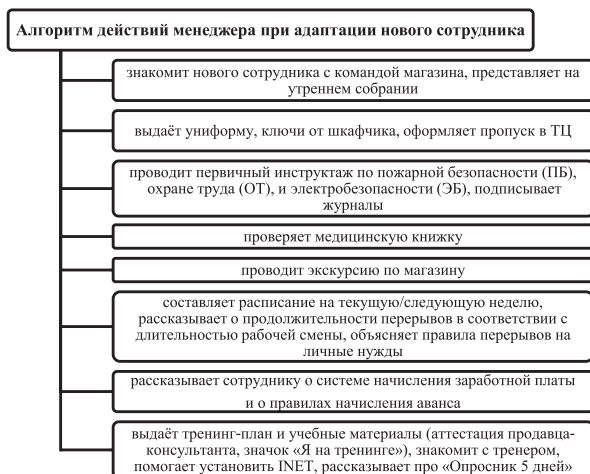 Алгоритм действий менеджера при адаптации нового сотрудника
знакомит нового сотрудника с командой магазина, представляет на
утреннем собрании
выдаёт униформу, ключи от шкафчика, оформляет пропуск в ТЦ
проводит первичный инструктаж по пожарной безопасности (ПБ),
охране труда (ОТ), и электробезопасности (ЭБ), подписывает
журналы
проверяет медицинскую книжку
проводит экскурсию по магазину
составляет расписание на текущую/следующую неделю,
рассказывает о продолжительности перерывов в соответствии с
длительностью рабочей смены, объясняет правила перерывов на
личные нужды
рассказывает сотруднику о системе начисления заработной платы
и о правилах начисления аванса
выдаёт тренинг-план и учебные материалы (аттестация продавца-
консультанта, значок «Я на тренинге»), знакомит с тренером,
помогает установить INET, рассказывает про «Опросник 5 дней»